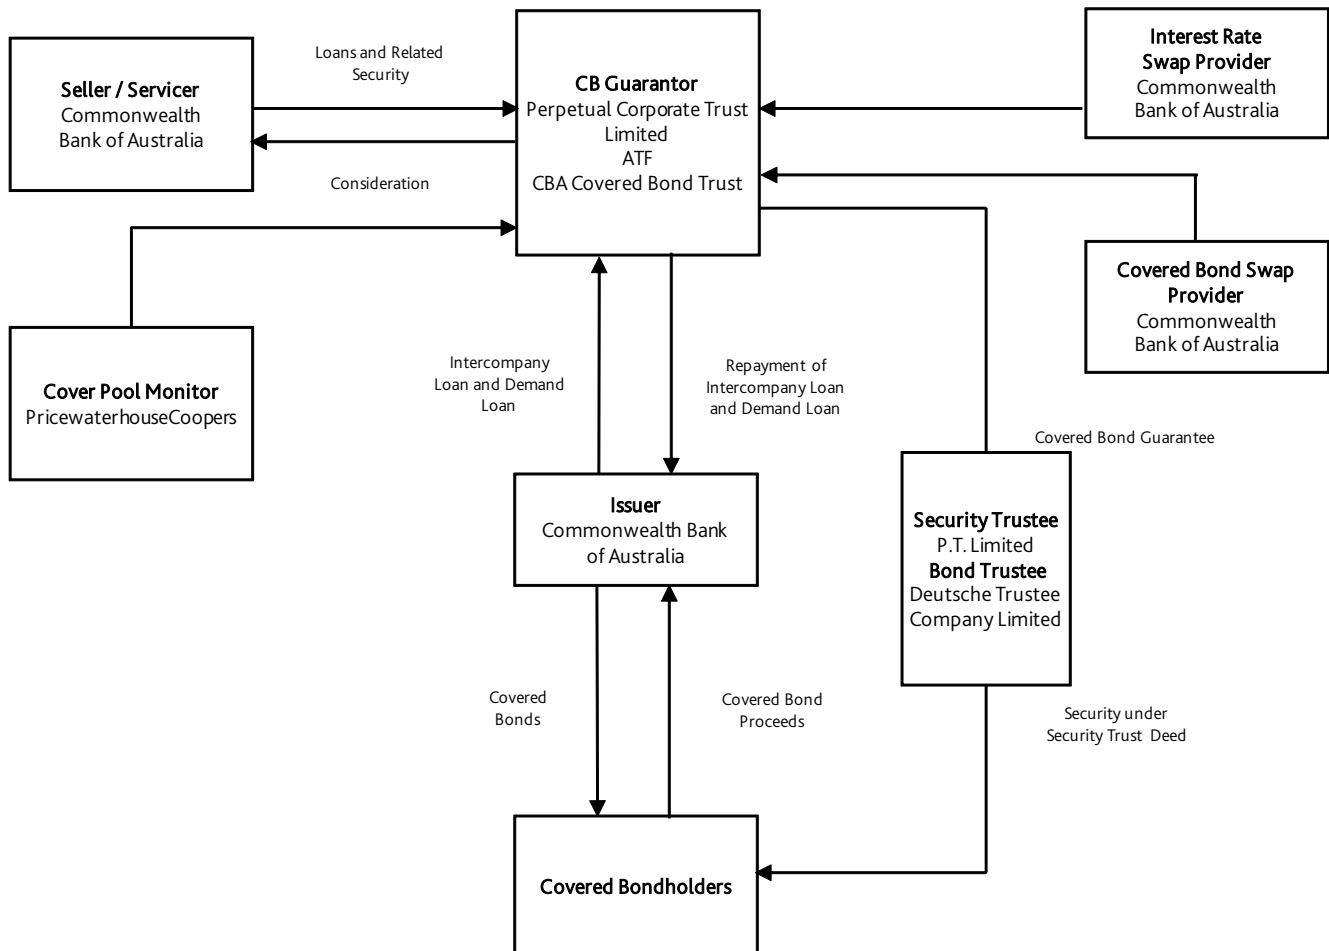 Seller / Servicer
Commonwealth
Bank of Australia
Loans and Related
Security
Consideration
CB Guarantor
Perpetual Corporate Trust
Limited
ATF
CBA Covered Bond Trust
Interest Rate
Swap Provider
Commonwealth
Bank of Australia
Covered Bond Swap
Provider
Commonwealth
Bank of Australia
Cover Pool Monitor
PricewaterhouseCoopers
Intercompany
Loan and Demand
Loan
Repayment of
Intercompany Loan
and Demand Loan
Covered Bond Guarantee
Issuer
Commonwealth Bank
of Australia
Security Trustee
P.T. Limited
Bond Trustee
Deutsche Trustee
Company Limited
Covered
Bonds
Covered Bond
Proceeds
Security under
Security Trust Deed
Covered Bondholders